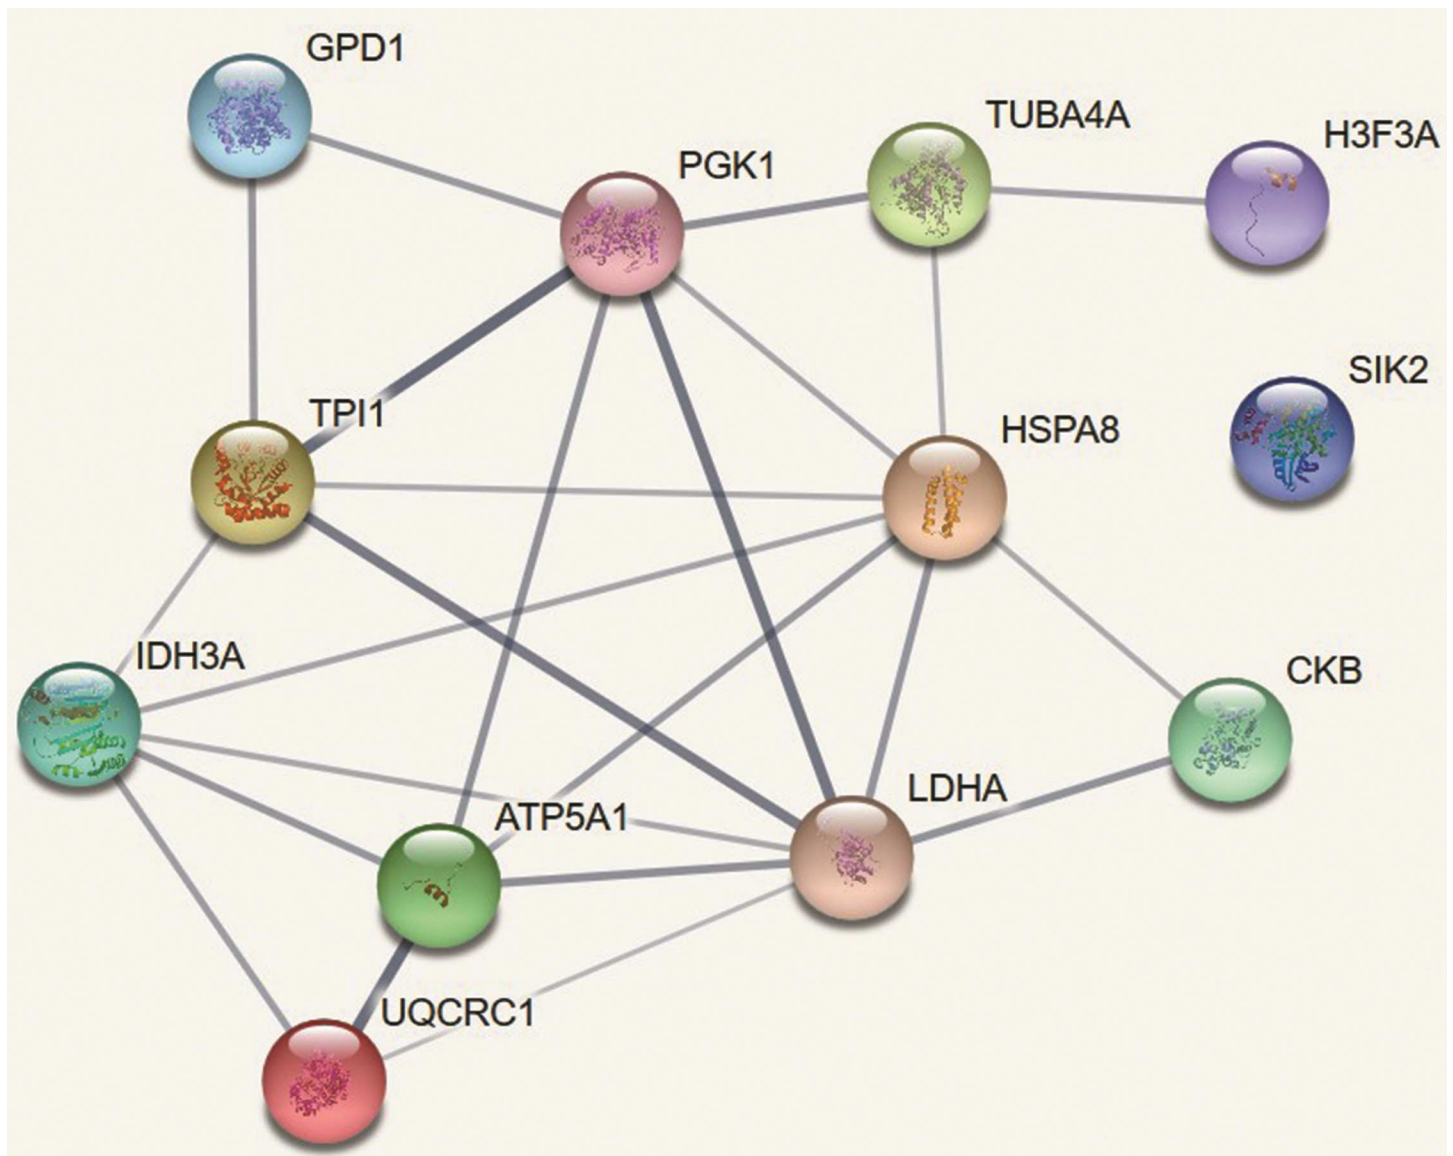 GPD1
TUBA4A
H3F3A
PGK1
SIK2
TPI1
HSPA8
IDH3A
CKB
LDHA
ATP5A1
UQCRC1